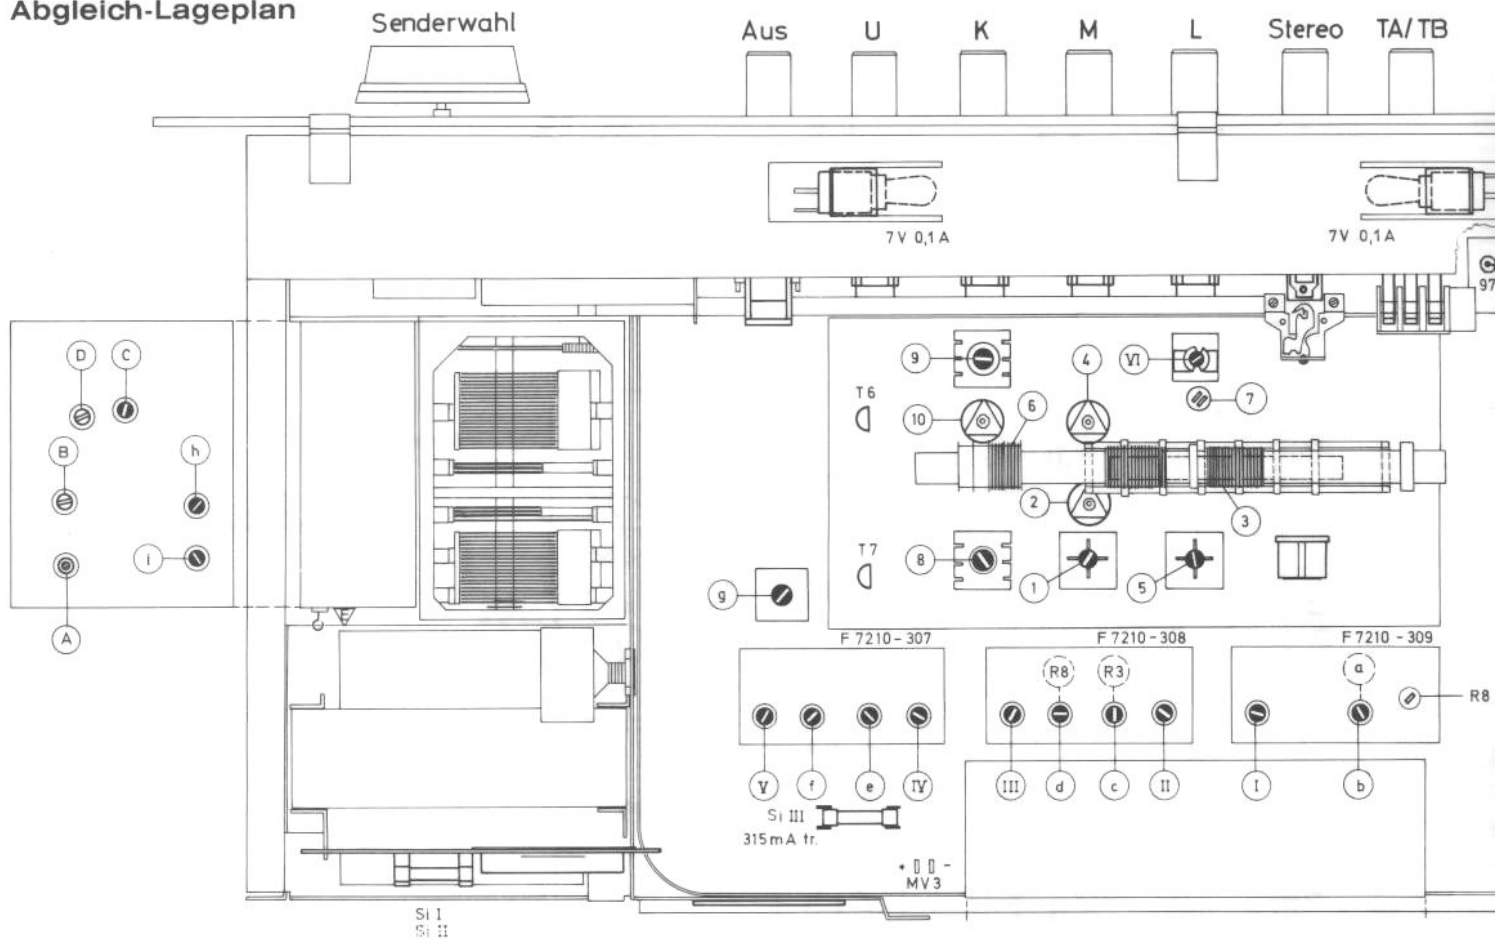 Abgleich-Lageplan
Senderwahl
Aus U K M L Stereo TA/TB
7V 0,1A
7V 0,1A
97
D C
9 4 VI
T6
10 6 7
B h
2 3
T7
i
8 1 5
g
A
F 7210-307
F 7210-308
F 7210-309
R8 R3 a
R8
V f e IV
III d c II
I b
Si III
315mA tr.
+ -
MV3
Si I
Si II